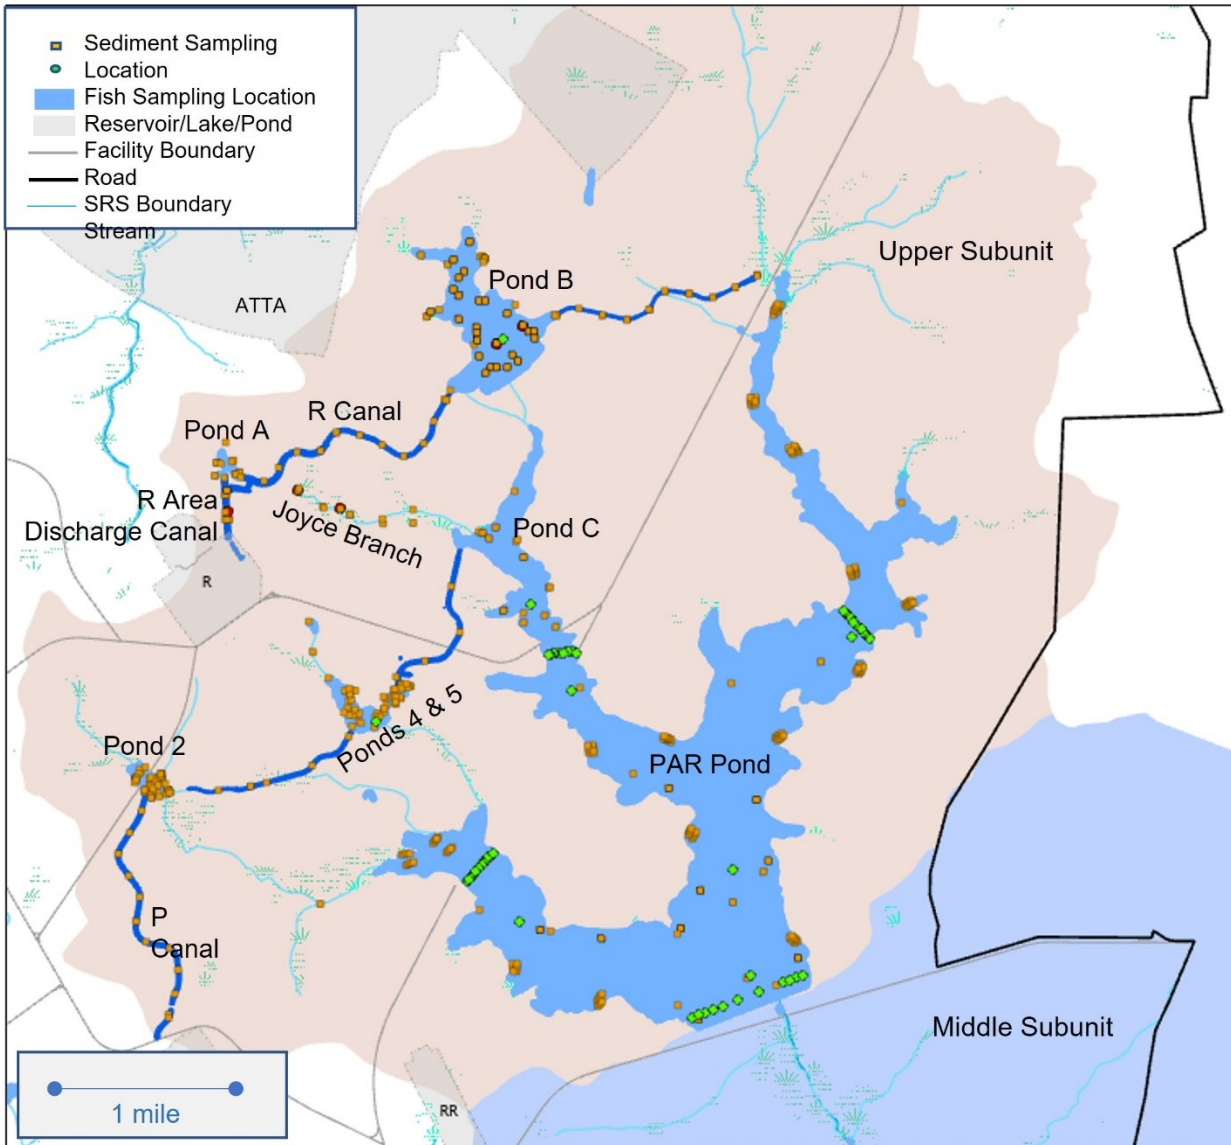 Sediment Sampling
Location
Fish Sampling Location
Reservoir/Lake/Pond
Facility Boundary
Road
SRS Boundary
Stream
Upper Subunit
Pond B
ATTA
R Canal
Pond A
R Area
Discharge Canal
Joyce Branch
Pond C
R
Ponds 4 & 5
Pond 2
PAR Pond
P
Canal
Middle Subunit
1 mile
RR